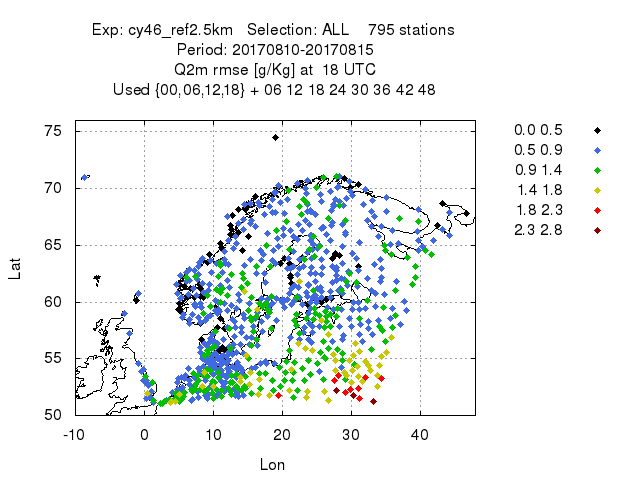 Exp: cy46_ref2.5km   Selection: ALL    795 stations
Period: 20170810-20170815
Q2m rmse [g/Kg] at  18 UTC
Used {00,06,12,18} + 06 12 18 24 30 36 42 48
75
70
65
60
55
50
Lat
-10 0 10 20 30 40
Lon
0.0 0.5
0.5 0.9
0.9 1.4
1.4 1.8
1.8 2.3
2.3 2.8